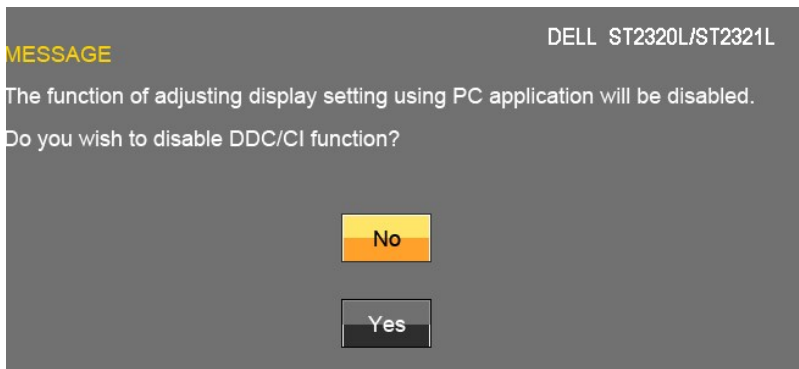 DELL ST2320L/ST2321L
MESSAGE
The function of adjusting display setting using PC application will be disabled.
Do you wish to disable DDC/CI function?
No
Yes